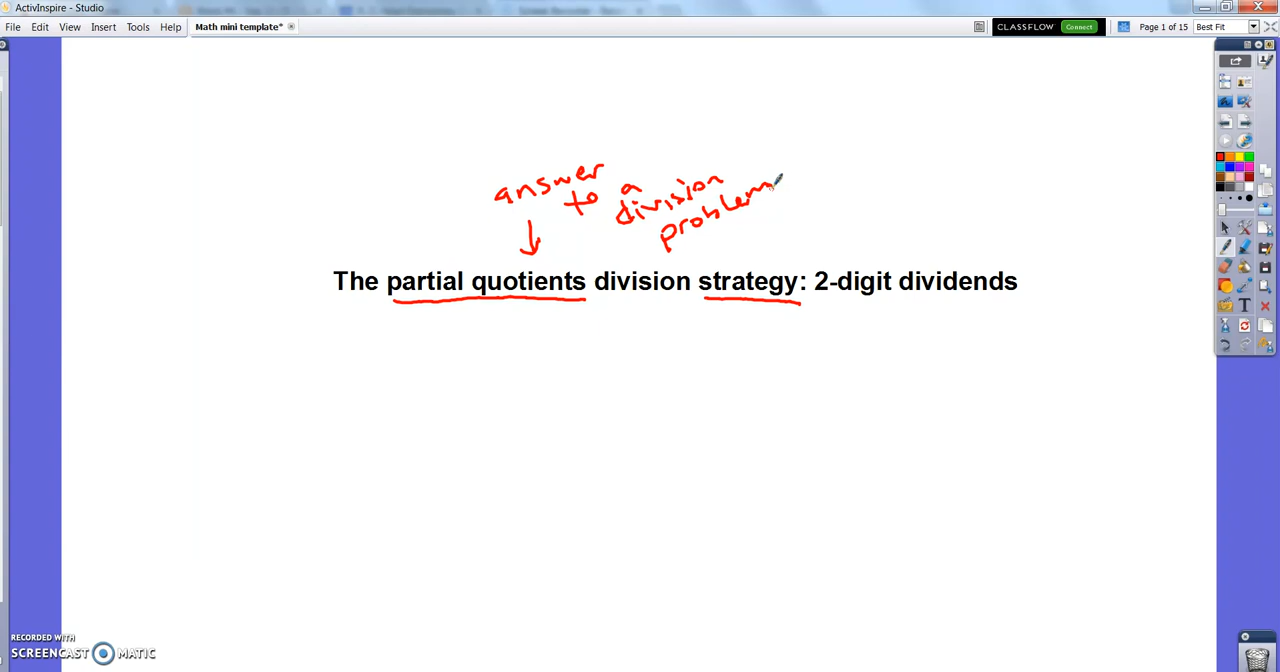 ActivInspire - Studio
File Edit View Insert Tools Help Math mini template* CLASSFLOW Connect Page 1 of 15 Best Fit
answer
to a
division
problem
The partial quotients division strategy: 2-digit dividends
RECORDED WITH
SCREENCAST MATIC